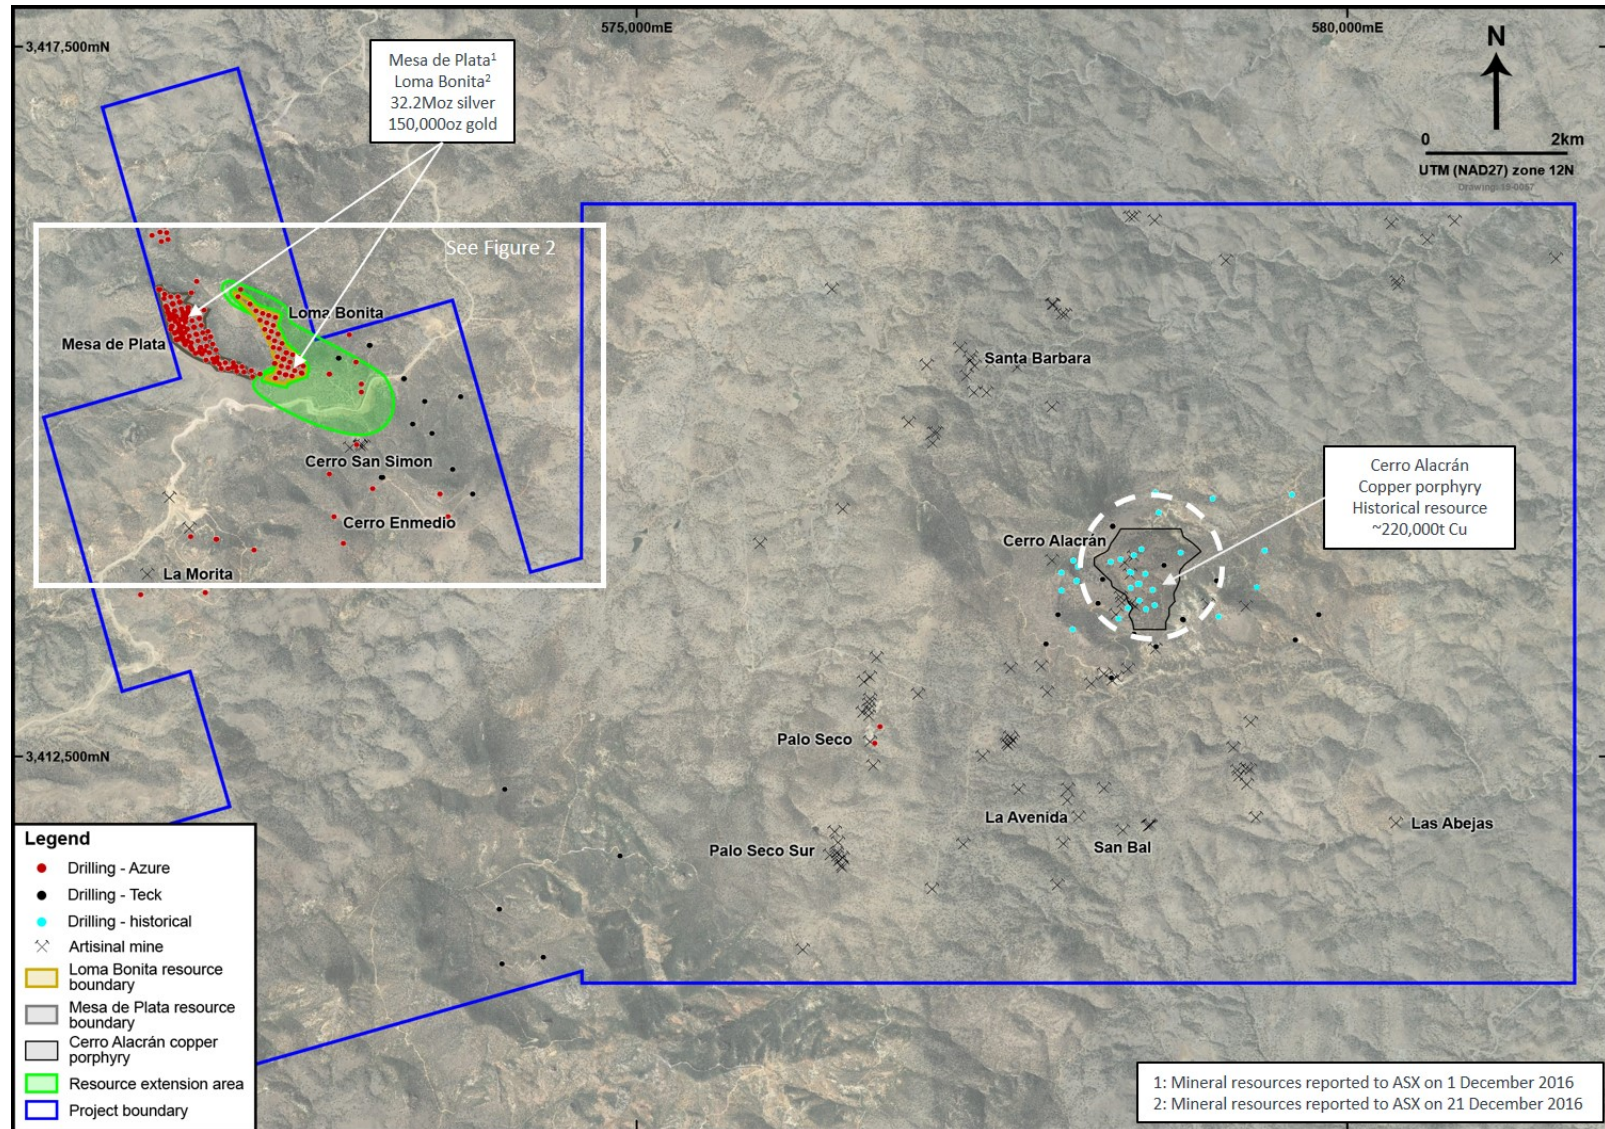 575,000mE
580,000mE
3,417,500mN
N
0 2km
UTM (NAD27) zone 12N
Drawing: 15-0057
Mesa de Plata¹
Loma Bonita²
32.2Moz silver
150,000oz gold
See Figure 2
Loma Bonita
Mesa de Plata
Santa Barbara
Cerro San Simon
Cerro Enmedio
La Morita
Cerro Alacrán
Copper porphyry
Historical resource
~220,000t Cu
Cerro Alacrán
Palo Seco
3,412,500mN
La Avenida
Las Abejas
San Bal
Palo Seco Sur
Legend
Drilling - Azure
Drilling - Teck
Drilling - historical
Artisinal mine
Loma Bonita resource
boundary
Mesa de Plata resource
boundary
Cerro Alacrán copper
porphyry
Resource extension area
Project boundary
1: Mineral resources reported to ASX on 1 December 2016
2: Mineral resources reported to ASX on 21 December 2016